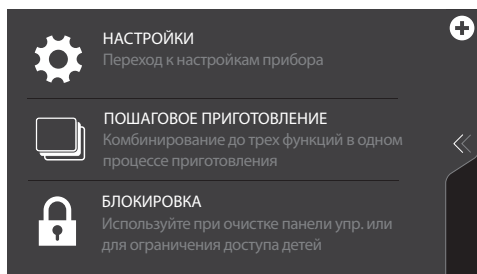 НАСТРОЙКИ
Переход к настройкам прибора
ПОШАГОВОЕ ПРИГОТОВЛЕНИЕ
Комбинирование до трех функций в одном
процессе приготовления
БЛОКИРОВКА
Используйте при очистке панели упр. или
для ограничения доступа детей